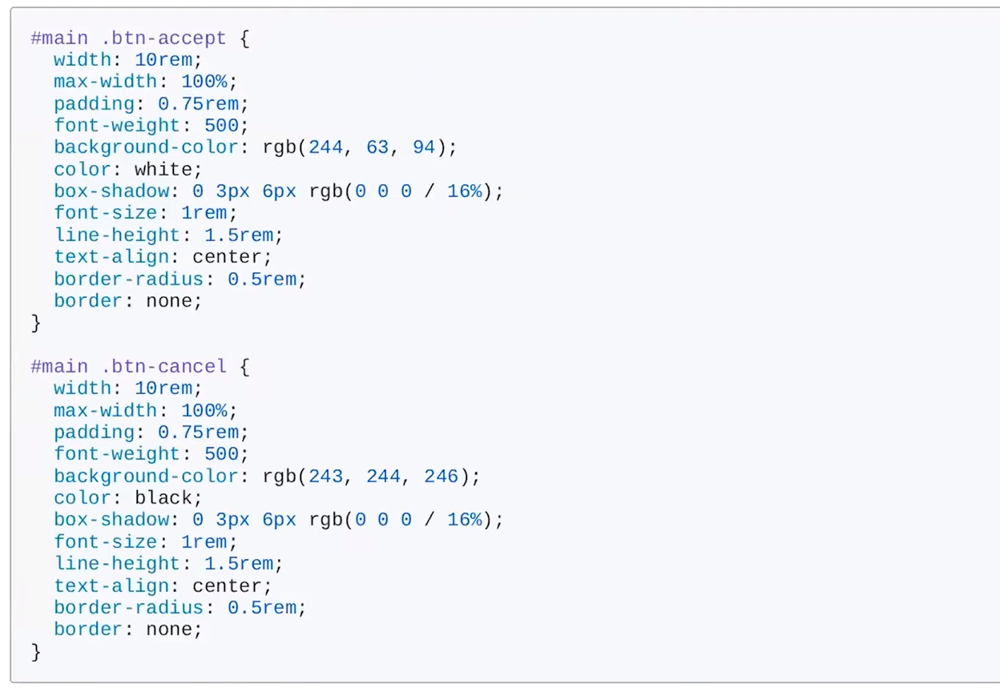 #main .btn-accept {
  width: 10rem;
  max-width: 100%;
  padding: 0.75rem;
  font-weight: 500;
  background-color: rgb(244, 63, 94);
  color: white;
  box-shadow: 0 3px 6px rgb(0 0 0 / 16%);
  font-size: 1rem;
  line-height: 1.5rem;
  text-align: center;
  border-radius: 0.5rem;
  border: none;
}

#main .btn-cancel {
  width: 10rem;
  max-width: 100%;
  padding: 0.75rem;
  font-weight: 500;
  background-color: rgb(243, 244, 246);
  color: black;
  box-shadow: 0 3px 6px rgb(0 0 0 / 16%);
  font-size: 1rem;
  line-height: 1.5rem;
  text-align: center;
  border-radius: 0.5rem;
  border: none;
}